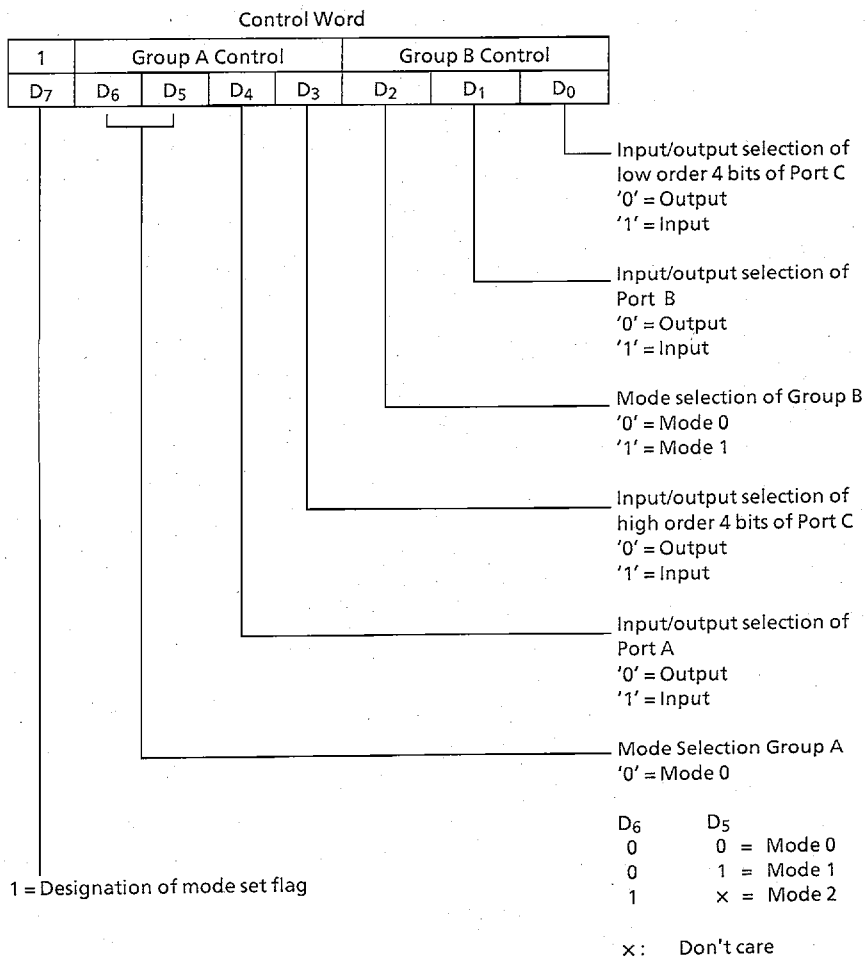 Control Word
1 Group A Control Group B Control
D7 D6 D5 D4 D3 D2 D1 D0
Input/output selection of
low order 4 bits of Port C
'0' = Output
'1' = Input
Input/output selection of
Port B
'0' = Output
'1' = Input
Mode selection of Group B
'0' = Mode 0
'1' = Mode 1
Input/output selection of
high order 4 bits of Port C
'0' = Output
'1' = Input
Input/output selection of
Port A
'0' = Output
'1' = Input
Mode Selection Group A
'0' = Mode 0
D6 D5
0 0 = Mode 0
0 1 = Mode 1
1 x = Mode 2
1 = Designation of mode set flag
x : Don't care